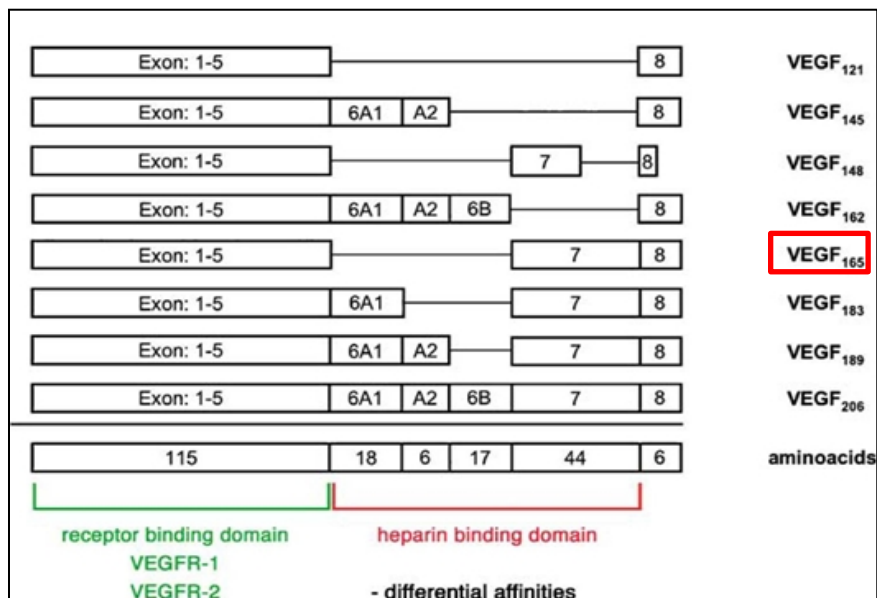 Exon: 1-5 8 VEGF₁₂₁
Exon: 1-5 6A1 A2 8 VEGF₁₄₅
Exon: 1-5 7 8 VEGF₁₄₈
Exon: 1-5 6A1 A2 6B 8 VEGF₁₆₂
Exon: 1-5 7 8 VEGF₁₆₅
Exon: 1-5 6A1 7 8 VEGF₁₈₃
Exon: 1-5 6A1 A2 7 8 VEGF₁₈₉
Exon: 1-5 6A1 A2 6B 7 8 VEGF₂₀₆
115 18 6 17 44 6 aminoacids
receptor binding domain heparin binding domain
VEGFR-1
VEGFR-2 - differential affinities